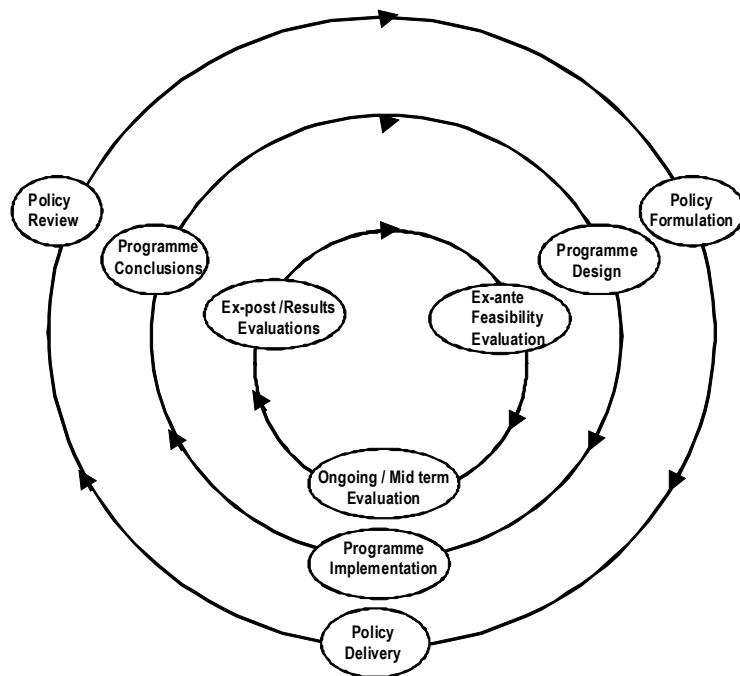 Policy
Review
Policy
Formulation
Programme
Conclusions
Programme
Design
Ex-post /Results
Evaluations
Ex-ante
Feasibility
Evaluation
Ongoing / Mid term
Evaluation
Programme
Implementation
Policy
Delivery